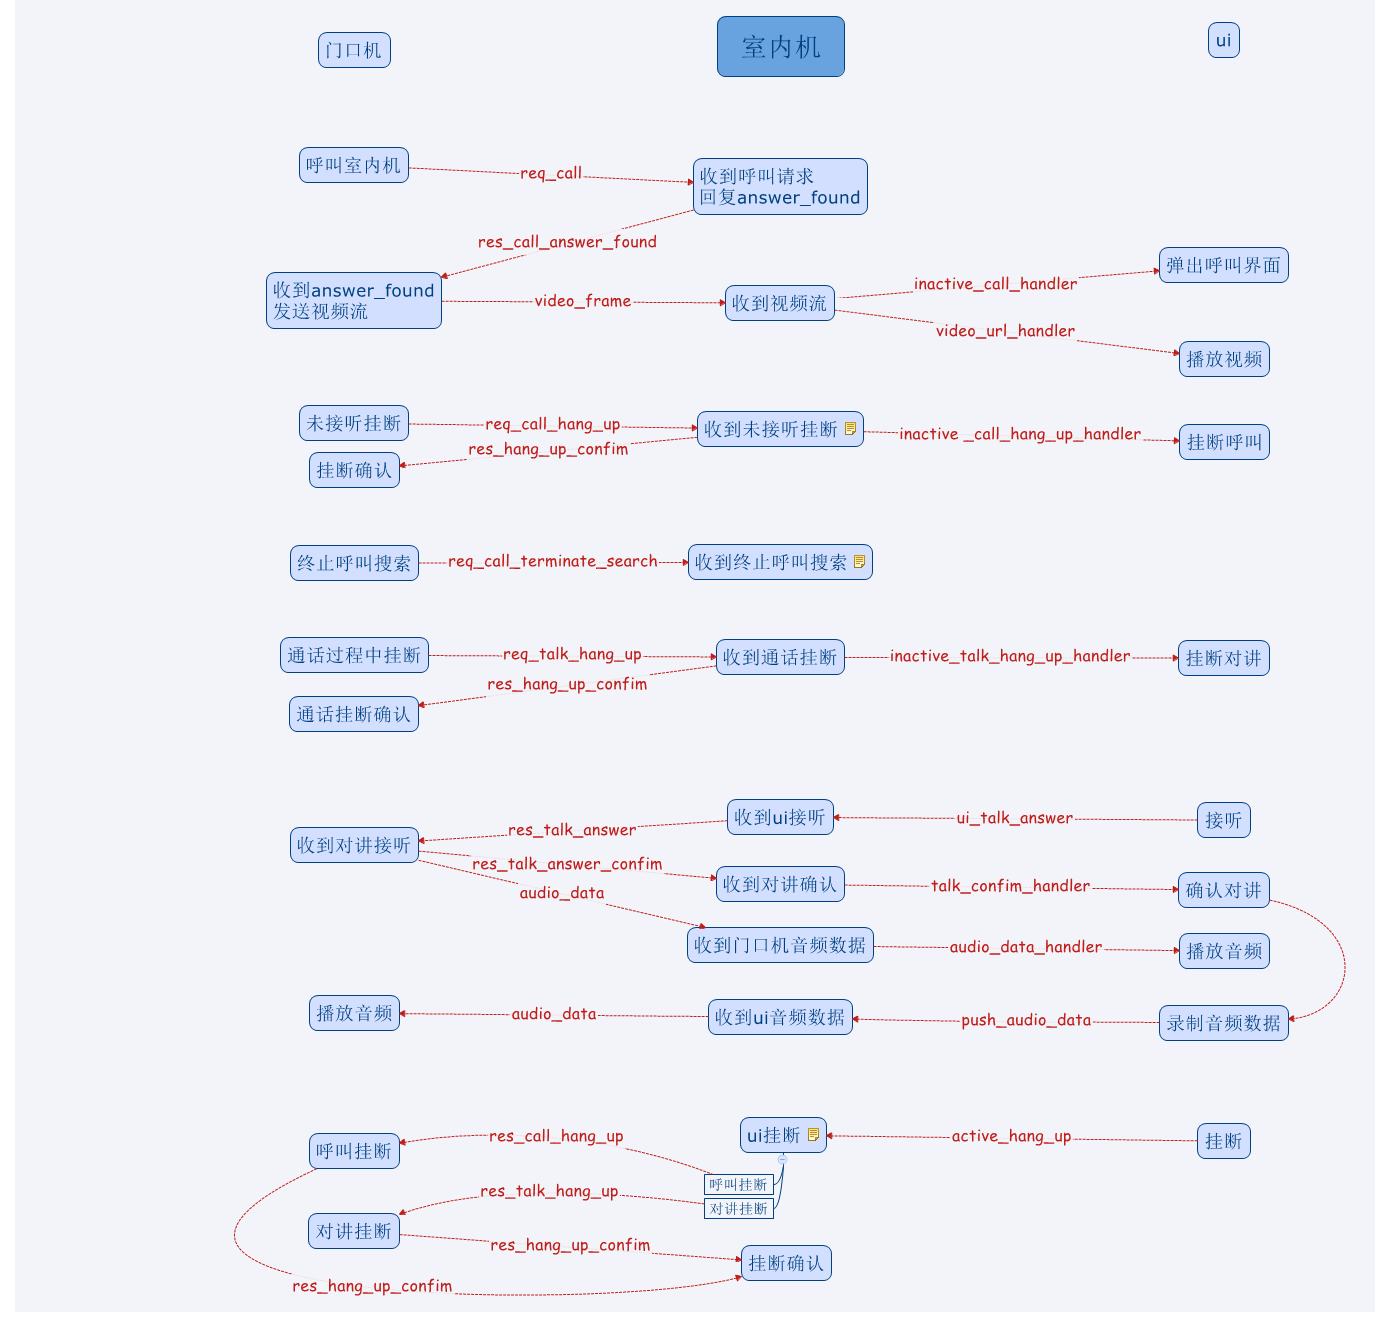 门口机
室内机
ui
呼叫室内机
req_call
收到呼叫请求
回复answer_found
res_call_answer_found
收到answer_found
发送视频流
video_frame
收到视频流
inactive_call_handler
弹出呼叫界面
video_url_handler
播放视频
未接听挂断
req_call_hang_up
收到未接听挂断
inactive _call_hang_up_handler
挂断呼叫
res_hang_up_confim
挂断确认
终止呼叫搜索
req_call_terminate_search
收到终止呼叫搜索
通话过程中挂断
req_talk_hang_up
收到通话挂断
inactive_talk_hang_up_handler
挂断对讲
res_hang_up_confim
通话挂断确认
收到ui接听
ui_talk_answer
接听
res_talk_answer
收到对讲接听
res_talk_answer_confim
收到对讲确认
talk_confim_handler
确认对讲
audio_data
收到门口机音频数据
audio_data_handler
播放音频
播放音频
audio_data
收到ui音频数据
push_audio_data
录制音频数据
呼叫挂断
res_call_hang_up
ui挂断
active_hang_up
挂断
呼叫挂断
res_talk_hang_up
对讲挂断
对讲挂断
res_hang_up_confim
挂断确认
res_hang_up_confim